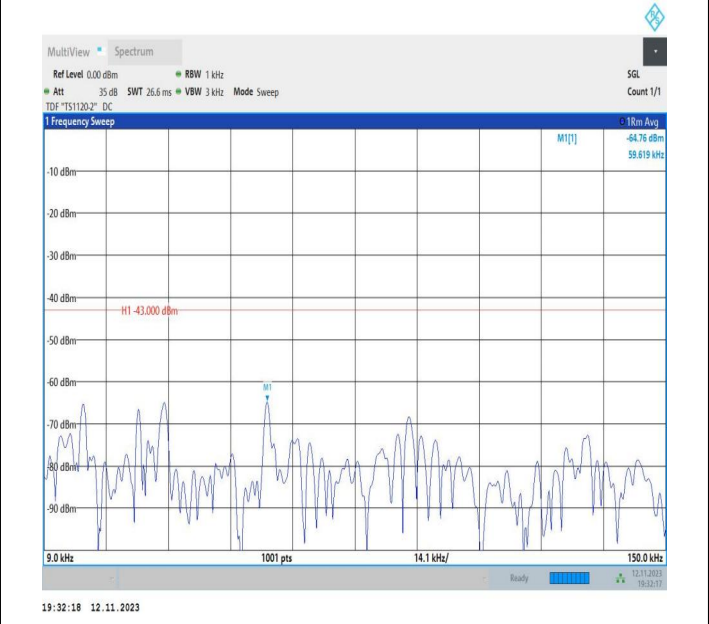 MultiView Spectrum
Ref Level 0.00 dBm RBW 1 kHz SGL
Att 35 dB SWT 26.6 ms VBW 3 kHz Mode Sweep Count 1/1
TDF "TS1120-2" DC
1 Frequency Sweep 1Rm Avg
M1[1] -64.76 dBm
59.619 kHz
-10 dBm
-20 dBm
-30 dBm
-40 dBm
H1 -43.000 dBm
-50 dBm
-60 dBm
M1
-70 dBm
-80 dBm
-90 dBm
9.0 kHz 1001 pts 14.1 kHz/ 150.0 kHz
Ready 12.11.2023
19:32:17
19:32:18 12.11.2023